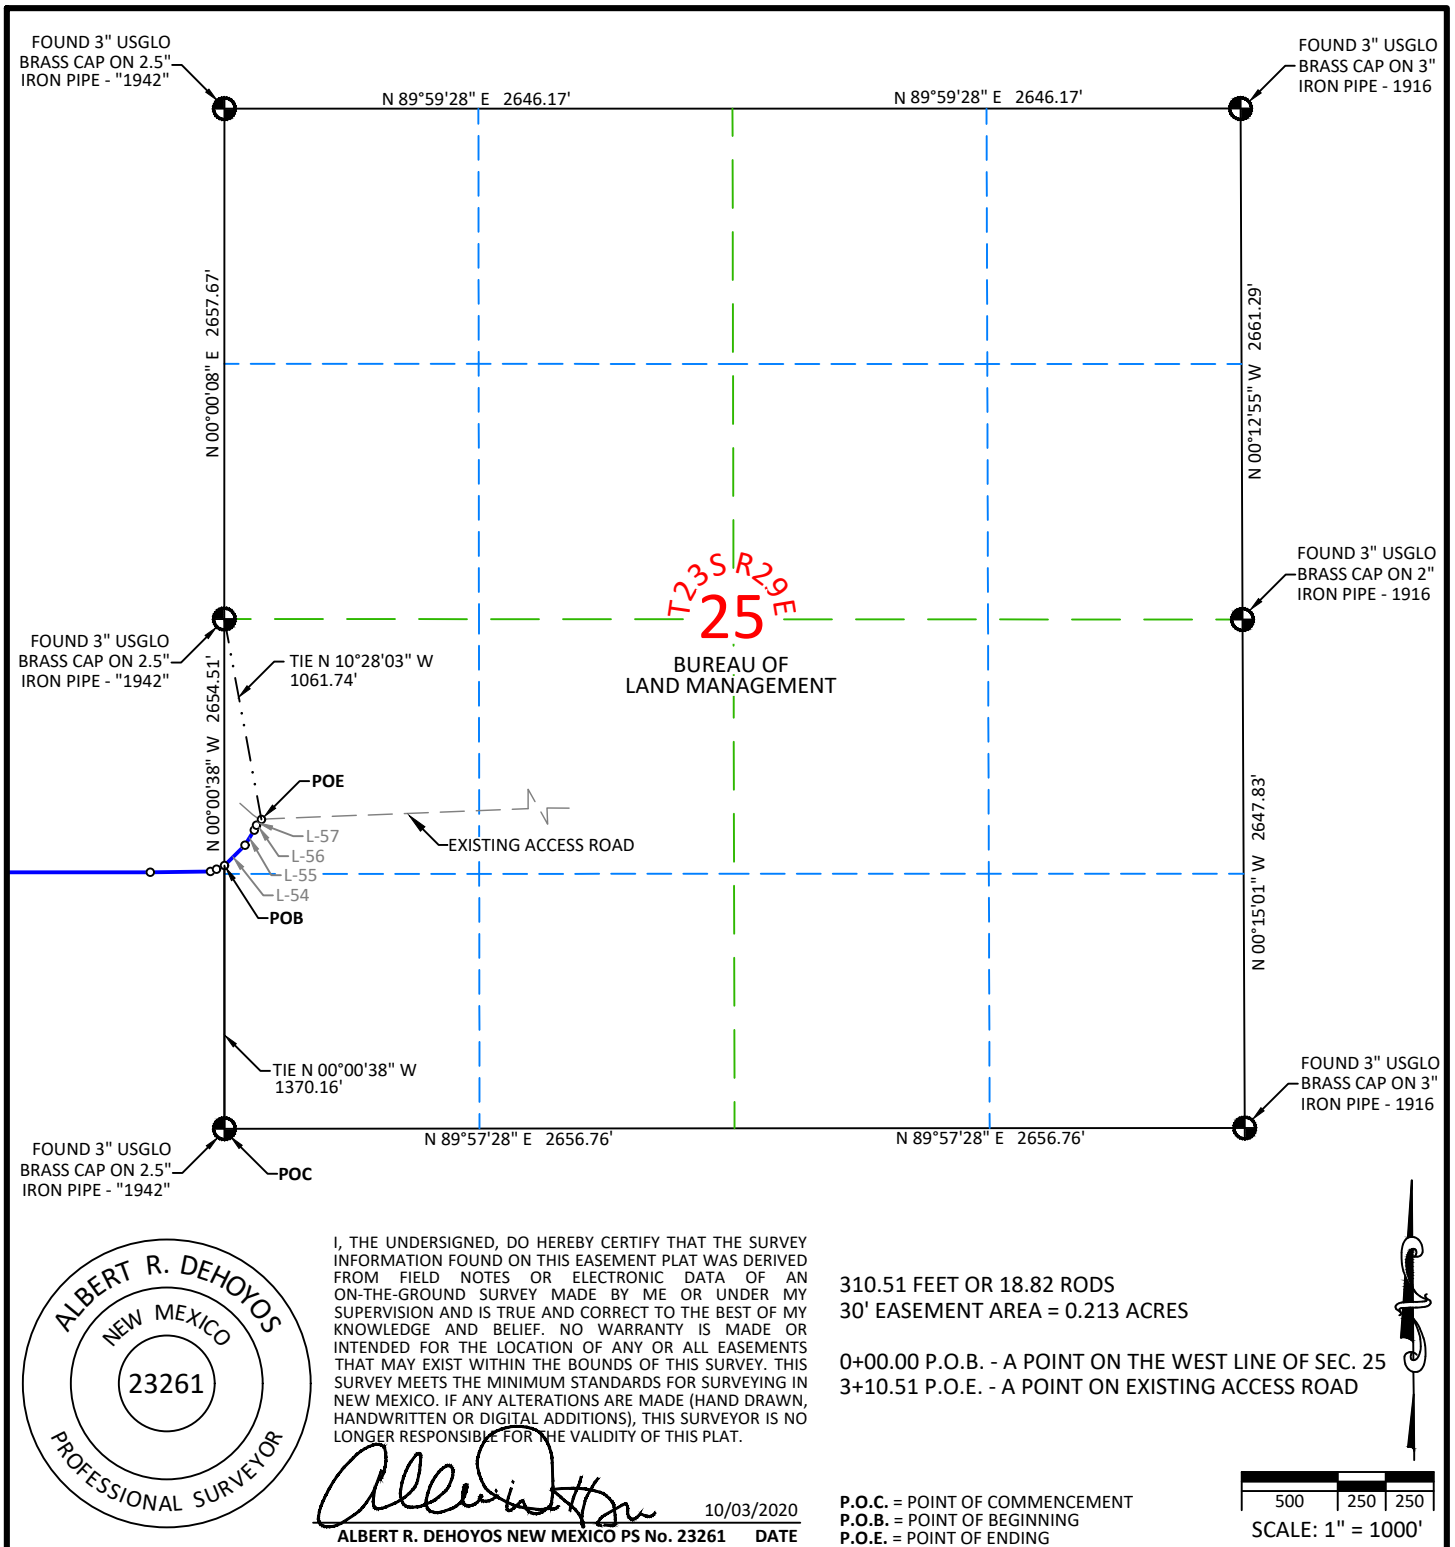 FOUND 3" USGLO
BRASS CAP ON 2.5"
IRON PIPE - "1942"
FOUND 3" USGLO
BRASS CAP ON 3"
IRON PIPE - 1916
N 89°59'28" E 2646.17'
N 89°59'28" E 2646.17'
N 00°00'08" E 2657.67'
N 00°12'55" W 2661.29'
T23S R29E
25
BUREAU OF
LAND MANAGEMENT
FOUND 3" USGLO
BRASS CAP ON 2"
IRON PIPE - 1916
FOUND 3" USGLO
BRASS CAP ON 2.5"
IRON PIPE - "1942"
TIE N 10°28'03" W
1061.74'
N 00°00'38" W 2654.51'
POE
L-57
L-56
L-55
L-54
POB
EXISTING ACCESS ROAD
N 00°15'01" W 2647.83'
TIE N 00°00'38" W
1370.16'
FOUND 3" USGLO
BRASS CAP ON 3"
IRON PIPE - 1916
N 89°57'28" E 2656.76'
N 89°57'28" E 2656.76'
FOUND 3" USGLO
BRASS CAP ON 2.5"
IRON PIPE - "1942"
POC
ALBERT R. DEHOYOS
NEW MEXICO
23261
PROFESSIONAL SURVEYOR
I, THE UNDERSIGNED, DO HEREBY CERTIFY THAT THE SURVEY
INFORMATION FOUND ON THIS EASEMENT PLAT WAS DERIVED
FROM FIELD NOTES OR ELECTRONIC DATA OF AN
ON-THE-GROUND SURVEY MADE BY ME OR UNDER MY
SUPERVISION AND IS TRUE AND CORRECT TO THE BEST OF MY
KNOWLEDGE AND BELIEF. NO WARRANTY IS MADE OR
INTENDED FOR THE LOCATION OF ANY OR ALL EASEMENTS
THAT MAY EXIST WITHIN THE BOUNDS OF THIS SURVEY. THIS
SURVEY MEETS THE MINIMUM STANDARDS FOR SURVEYING IN
NEW MEXICO. IF ANY ALTERATIONS ARE MADE (HAND DRAWN,
HANDWRITTEN OR DIGITAL ADDITIONS), THIS SURVEYOR IS NO
LONGER RESPONSIBLE FOR THE VALIDITY OF THIS PLAT.
10/03/2020
ALBERT R. DEHOYOS NEW MEXICO PS No. 23261 DATE
310.51 FEET OR 18.82 RODS
30' EASEMENT AREA = 0.213 ACRES
0+00.00 P.O.B. - A POINT ON THE WEST LINE OF SEC. 25
3+10.51 P.O.E. - A POINT ON EXISTING ACCESS ROAD
P.O.C. = POINT OF COMMENCEMENT
P.O.B. = POINT OF BEGINNING
P.O.E. = POINT OF ENDING
500 250 250
SCALE: 1" = 1000'